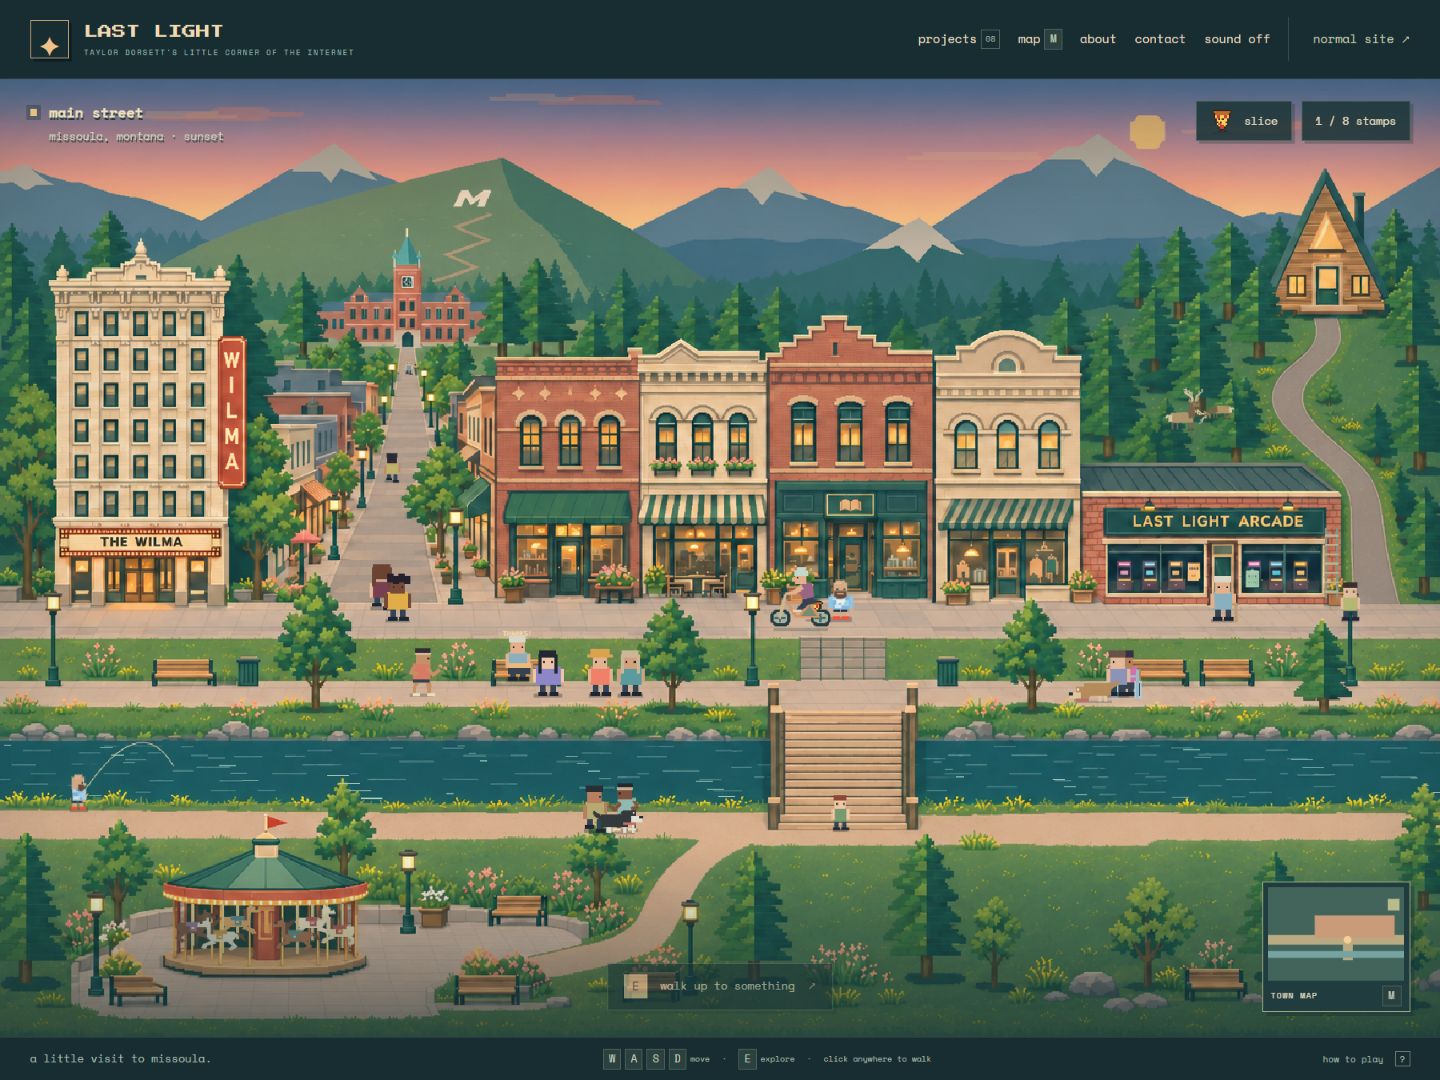 LAST LIGHT
TAYLOR DORSETT'S LITTLE CORNER OF THE INTERNET
projects 08 map M about contact sound off normal site ↗
main street
missoula, montana · sunset
slice
1 / 8 stamps
M
WILMA
THE WILMA
LAST LIGHT ARCADE
E walk up to something ↗
TOWN MAP M
a little visit to missoula.
W A S D move · E explore · click anywhere to walk
how to play ?